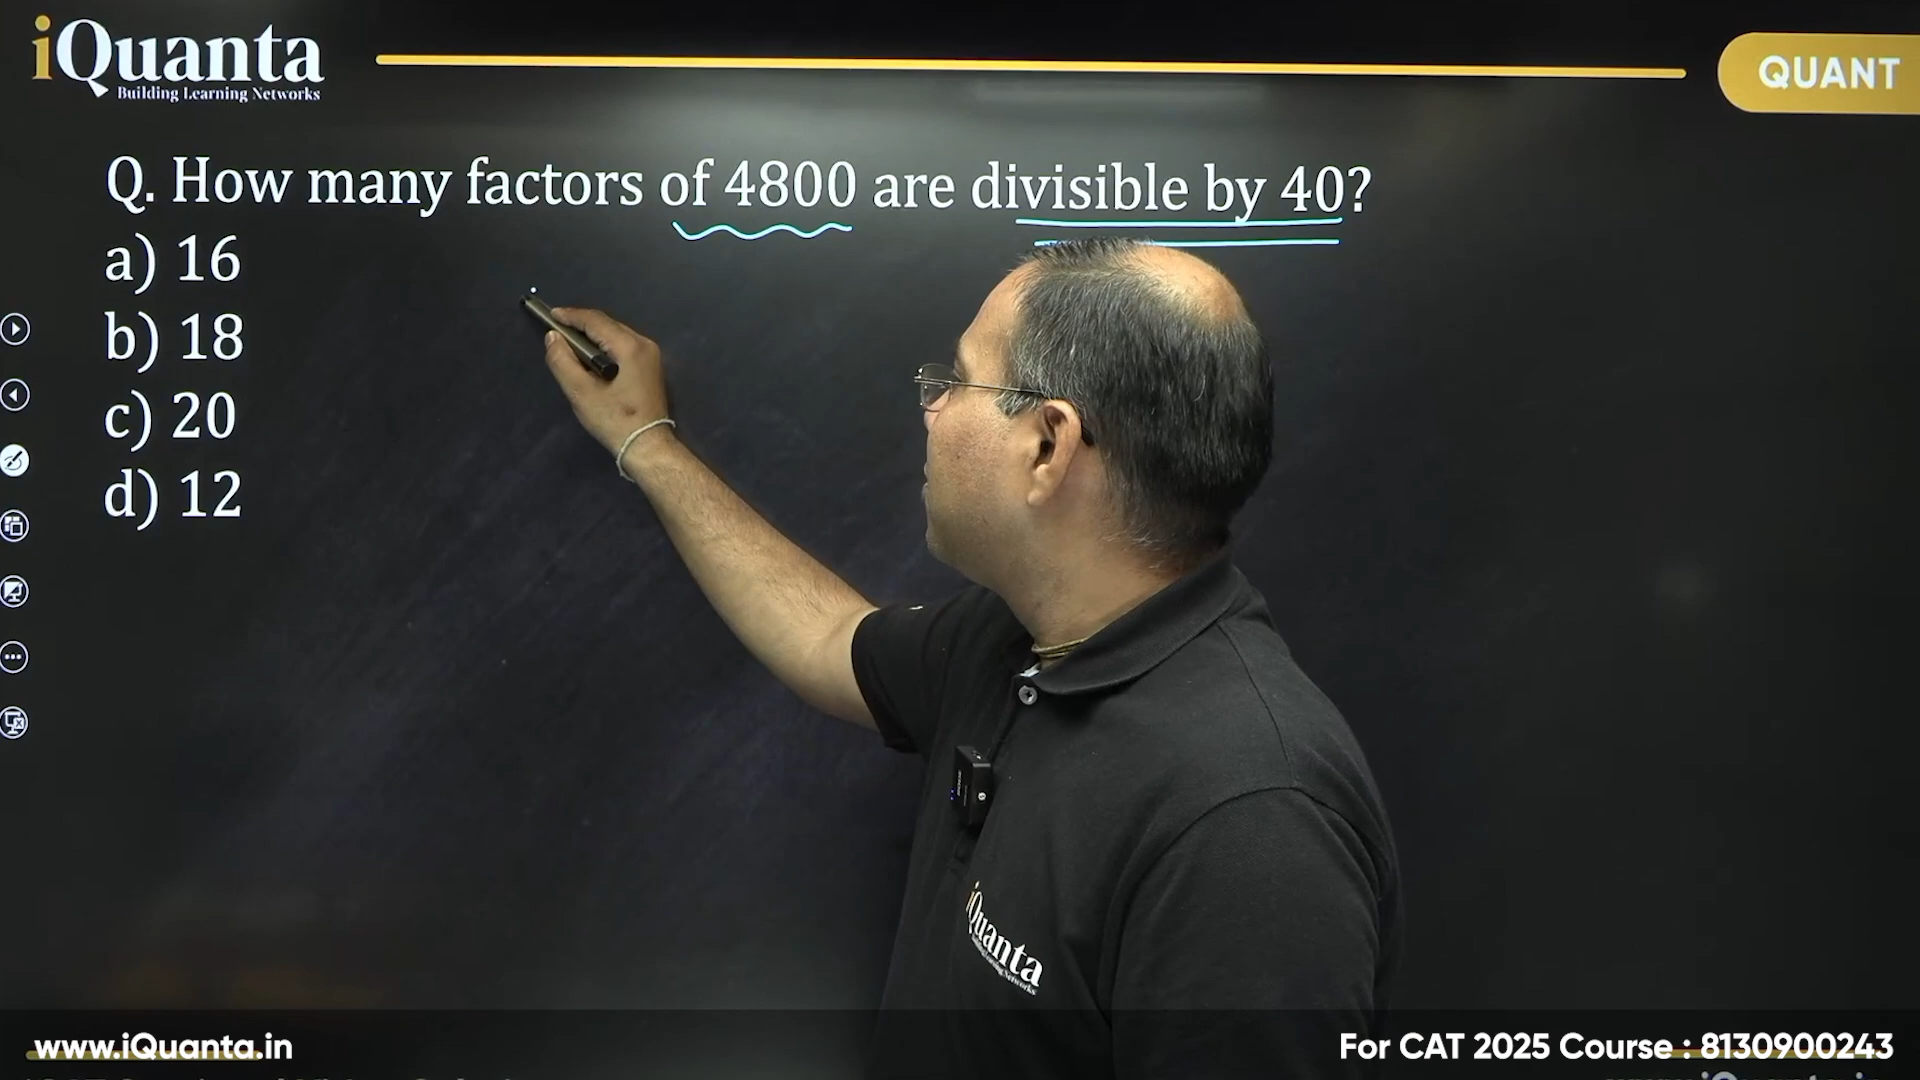 iQuanta
Building Learning Networks
QUANT
Q. How many factors of 4800 are divisible by 40?
a) 16
b) 18
c) 20
d) 12
iQuanta
www.iQuanta.in
For CAT 2025 Course : 8130900243